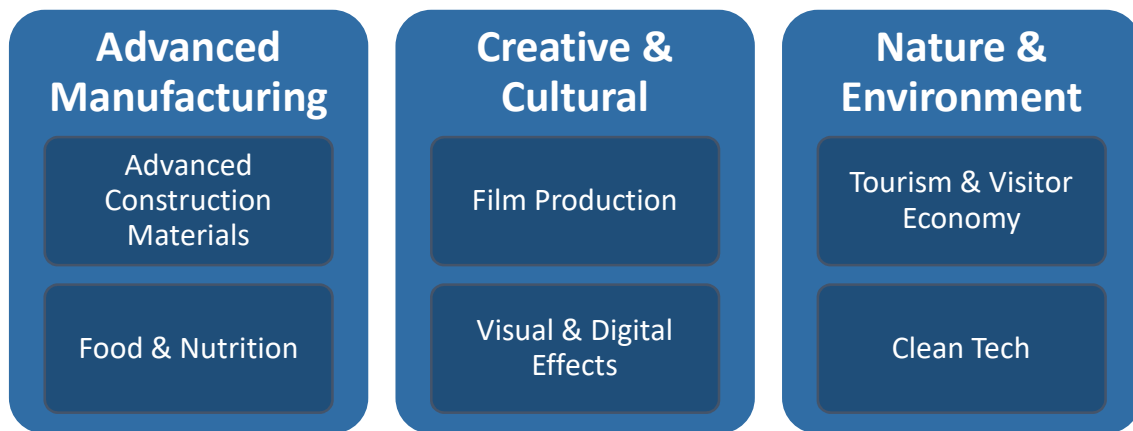 Advanced
Manufacturing
Advanced
Construction
Materials
Food & Nutrition
Creative &
Cultural
Film Production
Visual & Digital
Effects
Nature &
Environment
Tourism & Visitor
Economy
Clean Tech